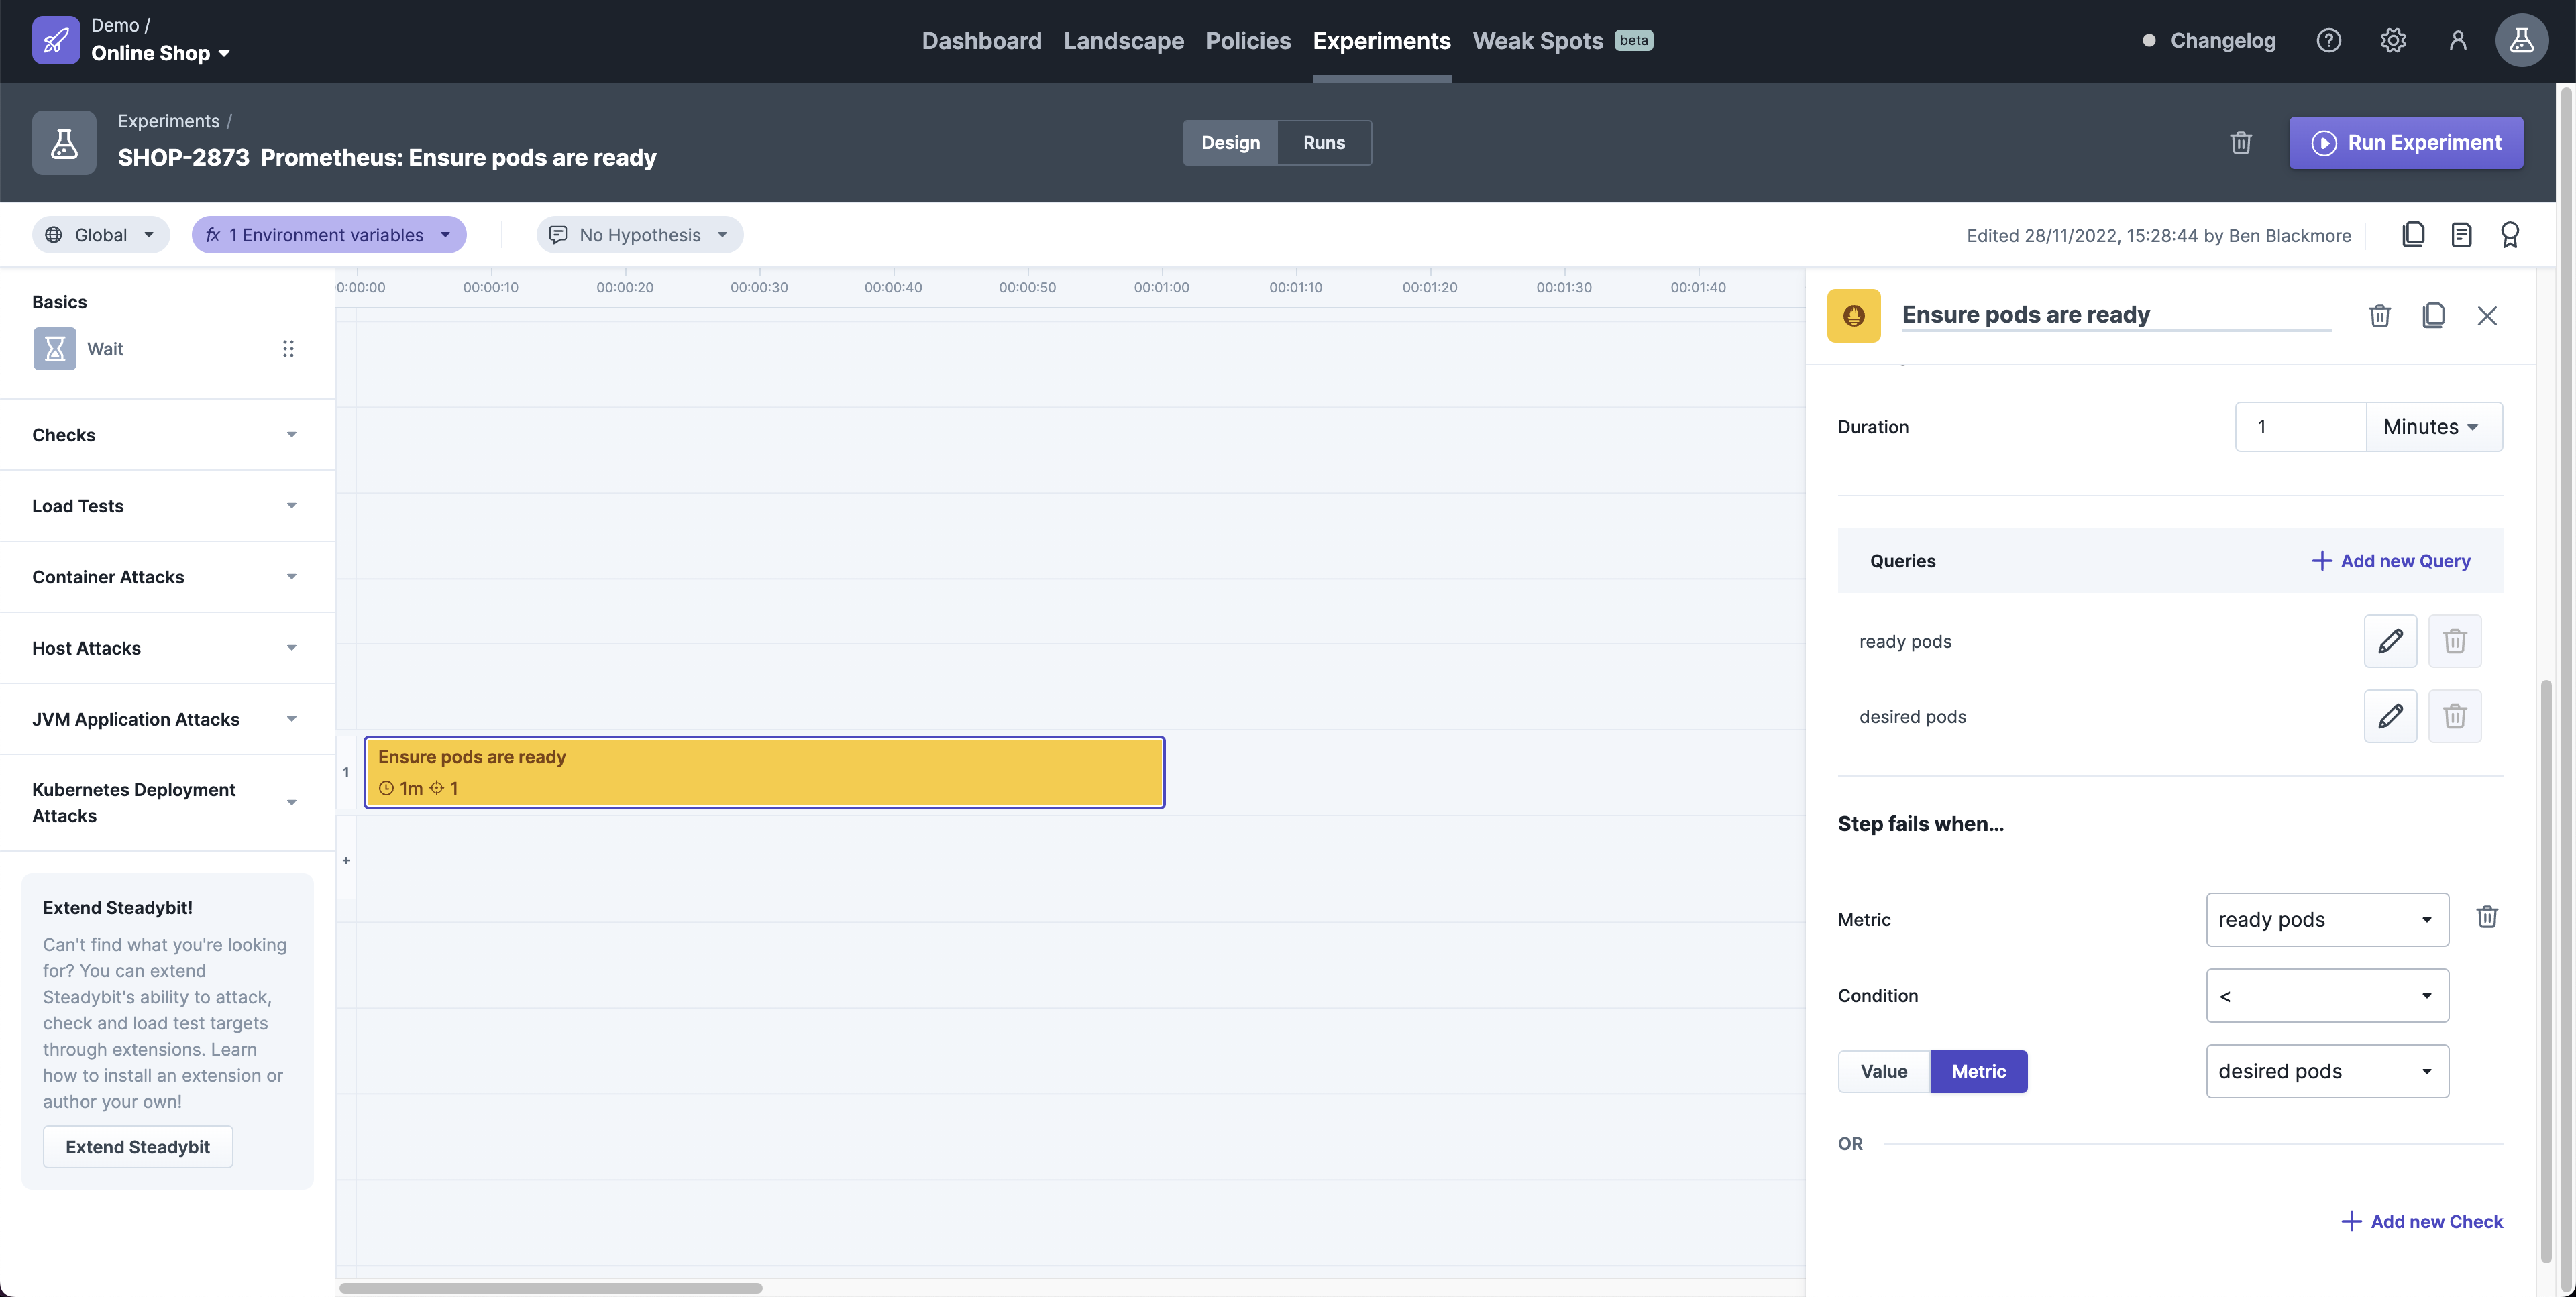 Demo /
Online Shop
Dashboard Landscape Policies Experiments Weak Spots beta
Changelog
Experiments /
SHOP-2873 Prometheus: Ensure pods are ready
Design Runs
Run Experiment
Global
fx 1 Environment variables
No Hypothesis
Edited 28/11/2022, 15:28:44 by Ben Blackmore
Basics
Wait
Checks
Load Tests
Container Attacks
Host Attacks
JVM Application Attacks
Kubernetes Deployment
Attacks
Extend Steadybit!
Can't find what you're looking
for? You can extend
Steadybit's ability to attack,
check and load test targets
through extensions. Learn
how to install an extension or
author your own!
Extend Steadybit
0:00:00 00:00:10 00:00:20 00:00:30 00:00:40 00:00:50 00:01:00 00:01:10 00:01:20 00:01:30 00:01:40
1
Ensure pods are ready
1m 1
+
Ensure pods are ready
Duration
1 Minutes
Queries
+ Add new Query
ready pods
desired pods
Step fails when...
Metric
ready pods
Condition
<
Value Metric
desired pods
OR
+ Add new Check